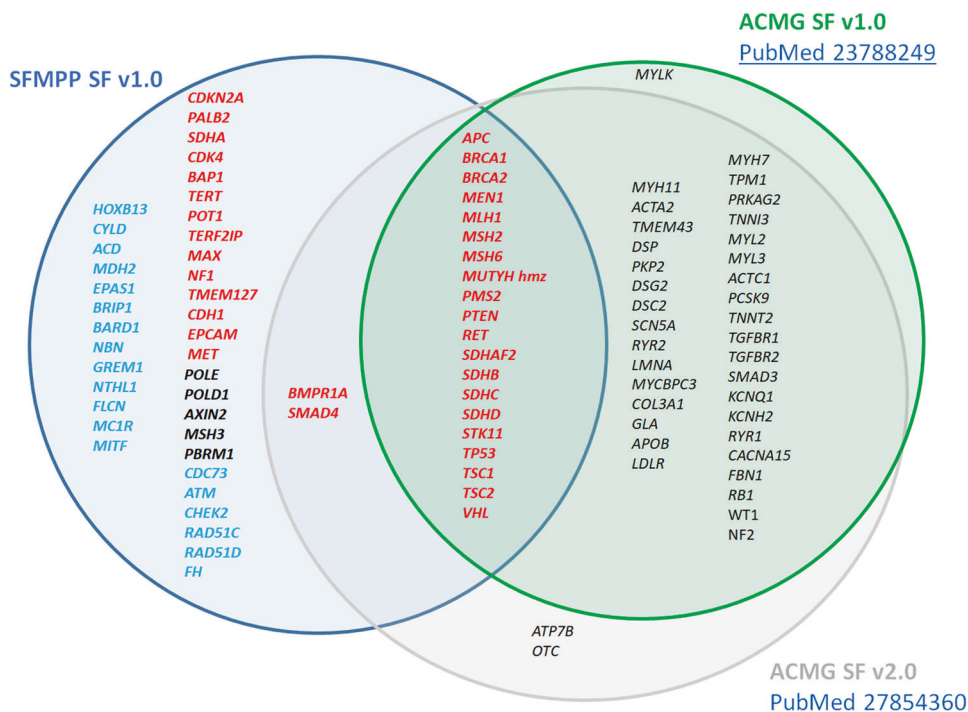 ACMG SF v1.0
PubMed 23788249
SFMPP SF v1.0
MYLK
CDKN2A
PALB2
SDHA
CDK4
BAP1
TERT
POT1
TERF2IP
MAX
NF1
TMEM127
CDH1
EPCAM
MET
POLE
POLD1
AXIN2
MSH3
PBRM1
CDC73
ATM
CHEK2
RAD51C
RAD51D
FH
HOXB13
CYLD
ACD
MDH2
EPAS1
BRIP1
BARD1
NBN
GREM1
NTHL1
FLCN
MC1R
MITF
BMPR1A
SMAD4
APC
BRCA1
BRCA2
MEN1
MLH1
MSH2
MSH6
MUTYH hmz
PMS2
PTEN
RET
SDHAF2
SDHB
SDHC
SDHD
STK11
TP53
TSC1
TSC2
VHL
MYH11
ACTA2
TMEM43
DSP
PKP2
DSG2
DSC2
SCN5A
RYR2
LMNA
MYCBPC3
COL3A1
GLA
APOB
LDLR
MYH7
TPM1
PRKAG2
TNNI3
MYL2
MYL3
ACTC1
PCSK9
TNNT2
TGFBR1
TGFBR2
SMAD3
KCNQ1
KCNH2
RYR1
CACNA15
FBN1
RB1
WT1
NF2
ATP7B
OTC
ACMG SF v2.0
PubMed 27854360